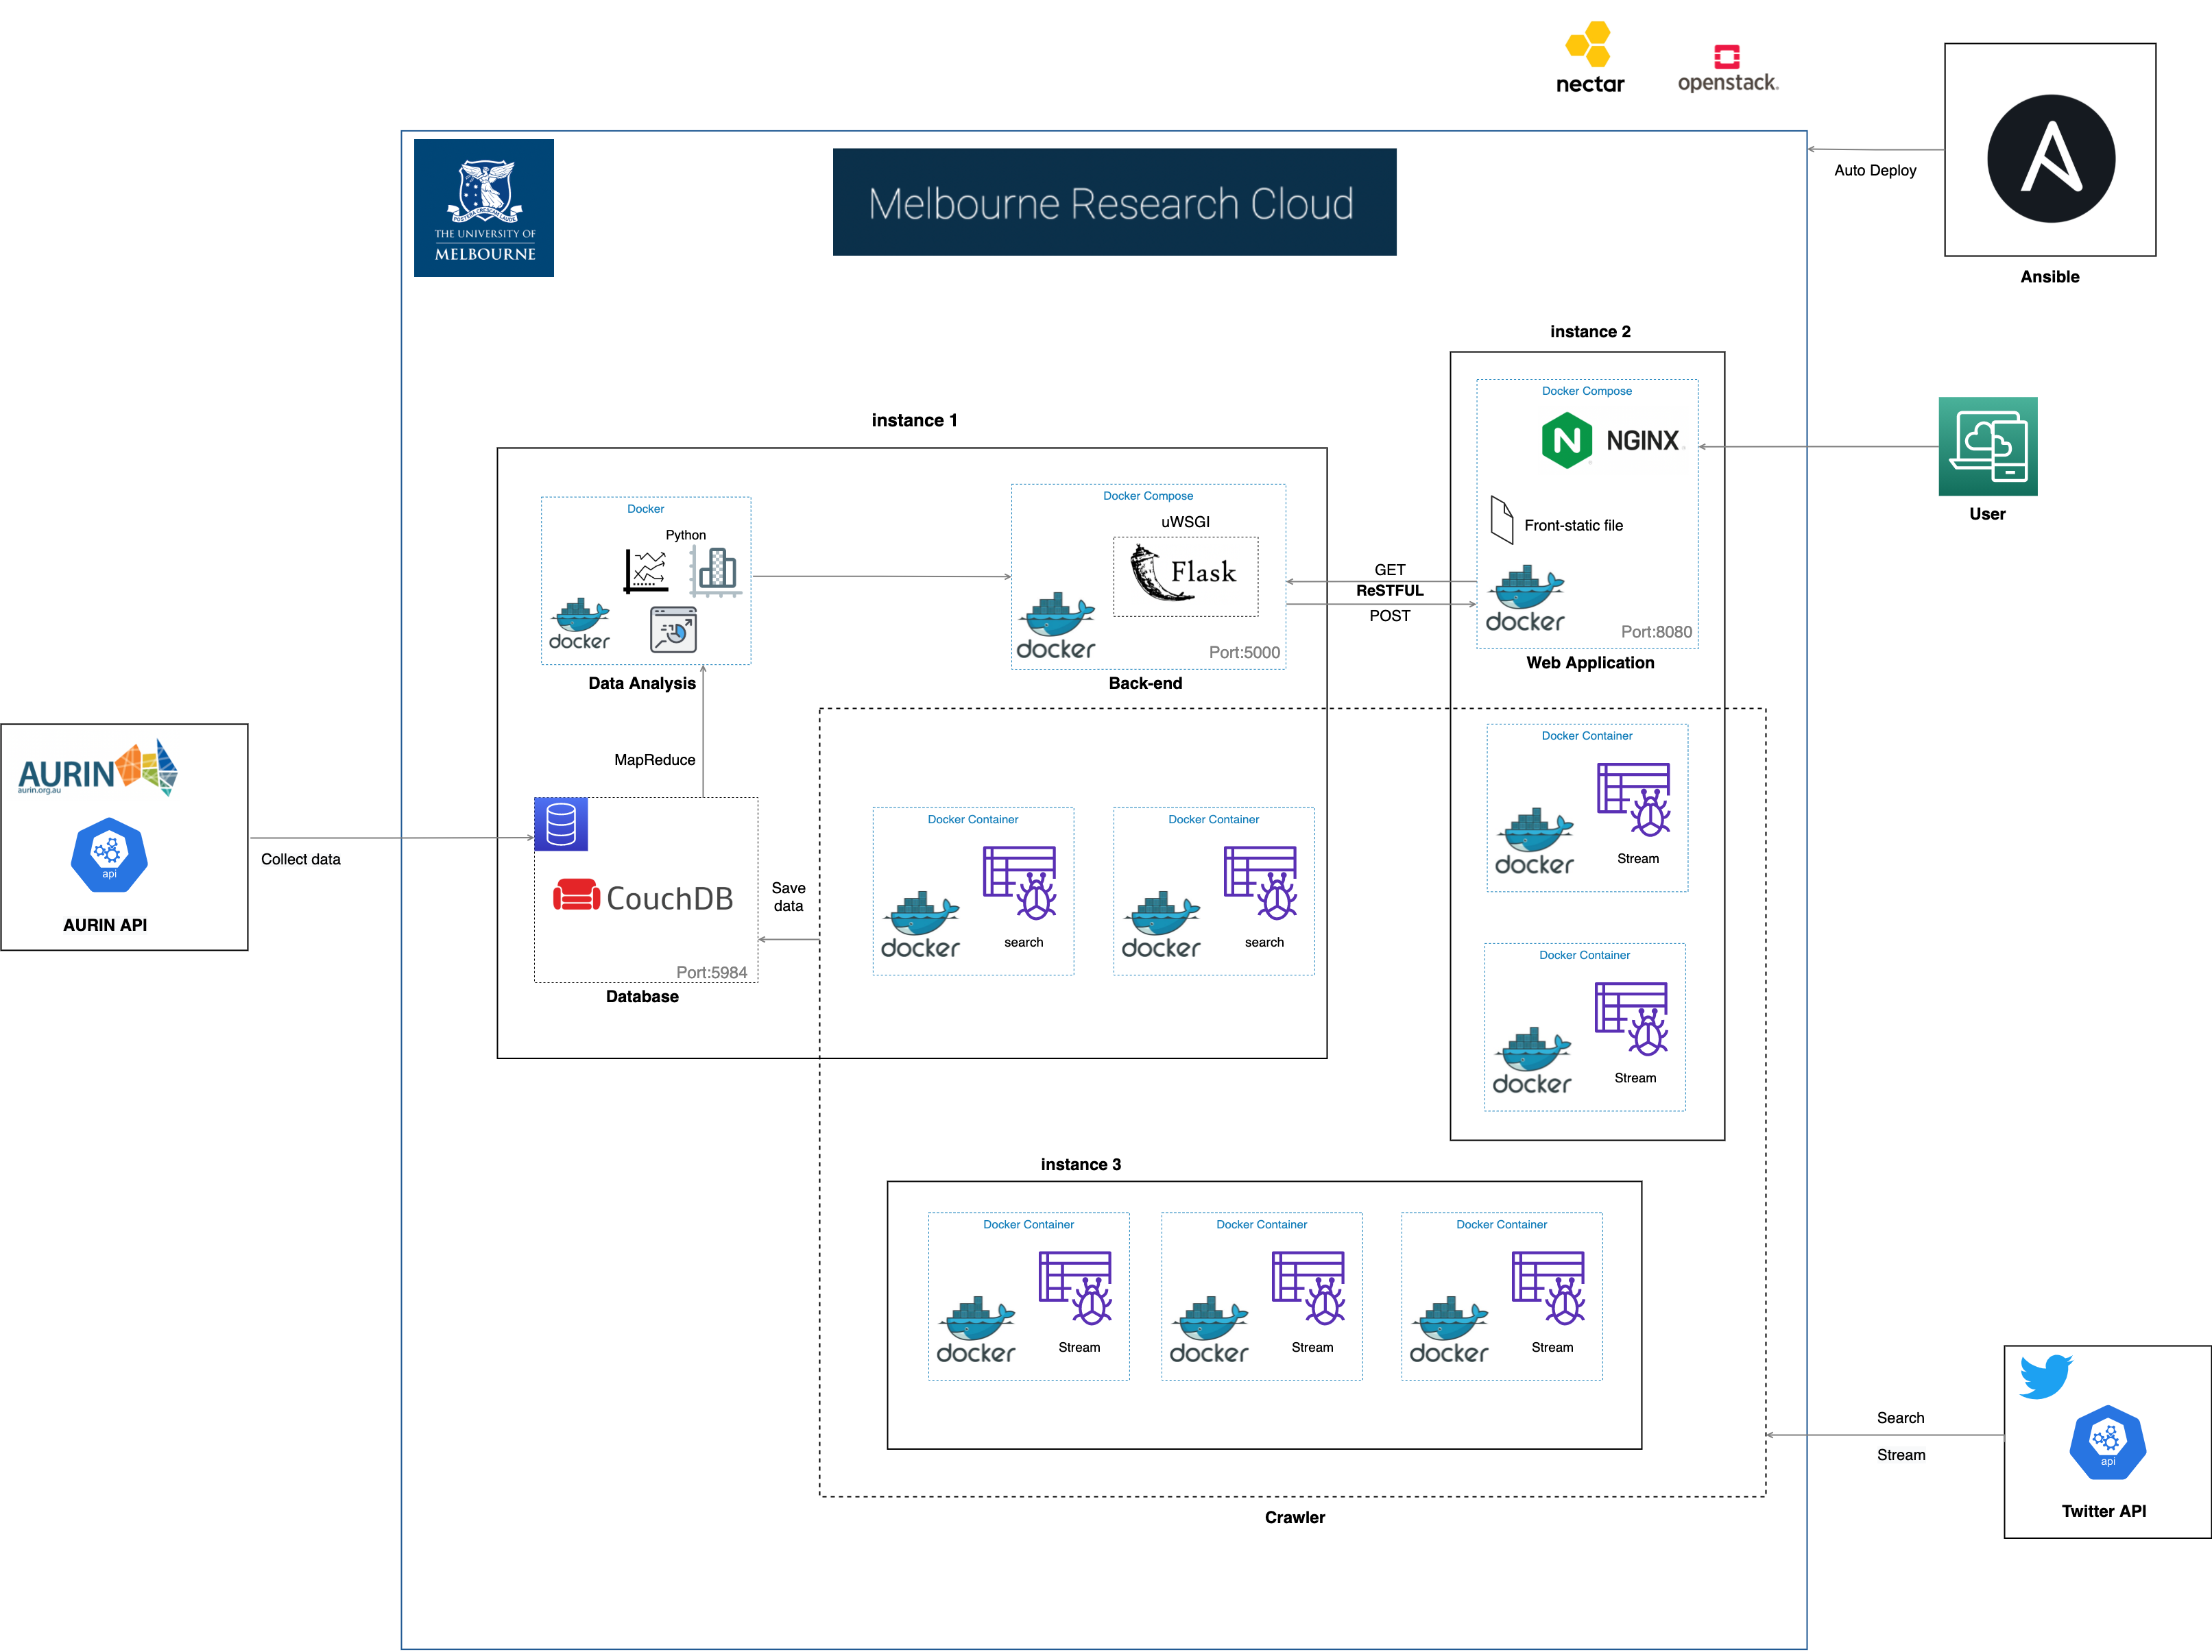 nectar
openstack.
Auto Deploy
Ansible
THE UNIVERSITY OF
MELBOURNE
Melbourne Research Cloud
instance 2
Docker Compose
NGINX
Front-static file
docker
Port:8080
Web Application
User
instance 1
Docker
Python
docker
Data Analysis
Docker Compose
uWSGI
Flask
docker
Port:5000
Back-end
GET
ReSTFUL
POST
MapReduce
AURIN
aurin.org.au
api
AURIN API
Collect data
CouchDB
Port:5984
Database
Save
data
Docker Container
docker
search
Docker Container
docker
search
Docker Container
docker
Stream
Docker Container
docker
Stream
instance 3
Docker Container
docker
Stream
Docker Container
docker
Stream
Docker Container
docker
Stream
Crawler
Search
Stream
api
Twitter API